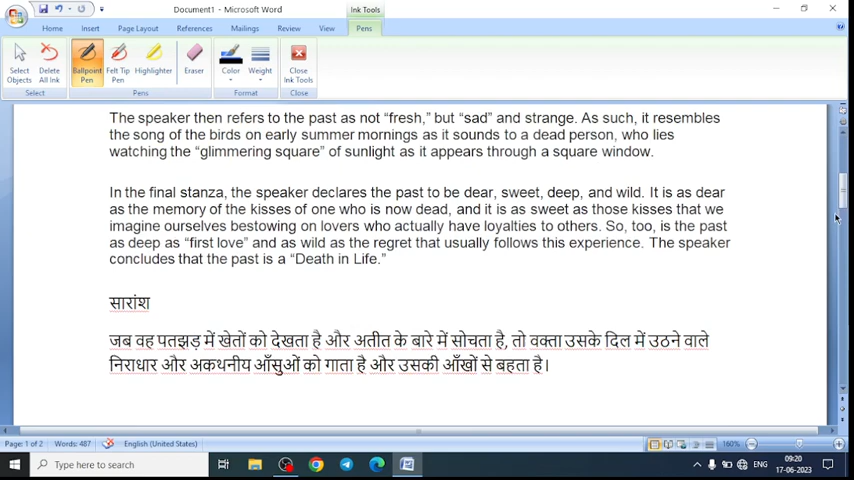 Document1 - Microsoft Word
Ink Tools
Home Insert Page Layout References Mailings Review View Pens
Select Objects
Delete All Ink
Ballpoint Pen
Felt Tip Pen
Highlighter
Eraser
Color
Weight
Close Ink Tools
Select Pens Format Close
The speaker then refers to the past as not “fresh,” but “sad” and strange. As such, it resembles
the song of the birds on early summer mornings as it sounds to a dead person, who lies
watching the “glimmering square” of sunlight as it appears through a square window.
In the final stanza, the speaker declares the past to be dear, sweet, deep, and wild. It is as dear
as the memory of the kisses of one who is now dead, and it is as sweet as those kisses that we
imagine ourselves bestowing on lovers who actually have loyalties to others. So, too, is the past
as deep as “first love” and as wild as the regret that usually follows this experience. The speaker
concludes that the past is a “Death in Life.”
सारांश
जब वह पतझड़ में खेतों को देखता है और अतीत के बारे में सोचता है, तो वक्ता उसके दिल में उठने वाले
निराधार और अकथनीय आँसुओं को गाता है और उसकी आँखों से बहता है।
Page: 1 of 2 Words: 487 English (United States) 160%
Type here to search
ENG
09:20
17-06-2023